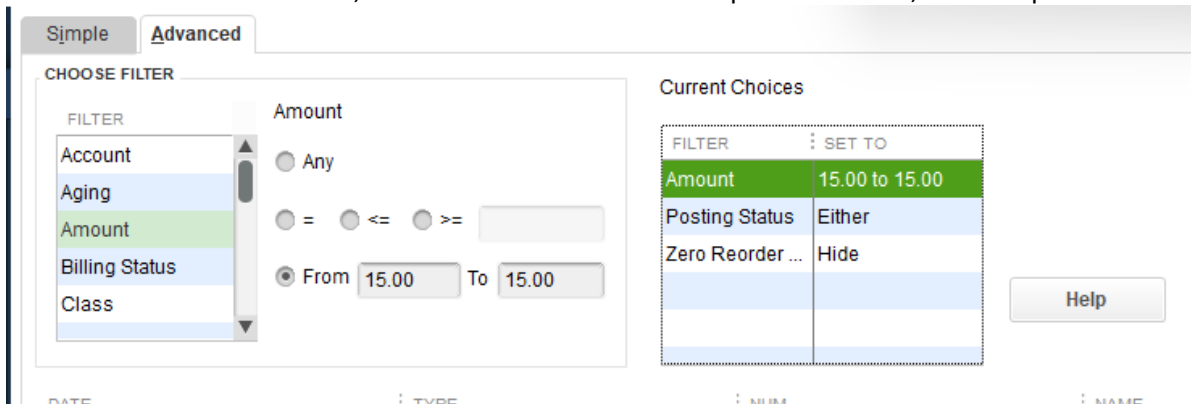 Simple Advanced
CHOOSE FILTER
FILTER
Account
Aging
Amount
Billing Status
Class
Amount
Any
= <= >=
From 15.00 To 15.00
Current Choices
FILTER SET TO
Amount 15.00 to 15.00
Posting Status Either
Zero Reorder ... Hide
Help
DATE TYPE NUM NAME